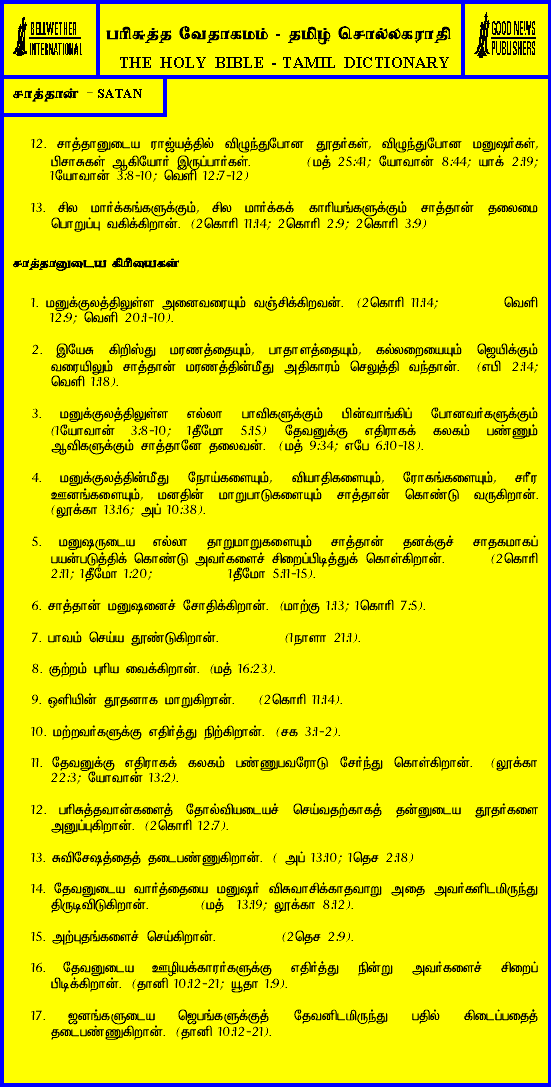 BELLWETHER
INTERNATIONAL
பரிசுத்த வேதாகமம் - தமிழ் சொல்லகராதி
THE HOLY BIBLE - TAMIL DICTIONARY
GOOD NEWS
PUBLISHERS
சாத்தான் - SATAN
12. சாத்தானுடைய ராஜ்யத்தில் விழுந்துபோன தூதர்கள், விழுந்துபோன மனுஷர்கள்,
பிசாசுகள் ஆகியோர் இருப்பார்கள். (மத் 25:41; யோவான் 8:44; யாக் 2:19;
1யோவான் 3:8-10; வெளி 12:7-12)
13. சில மார்க்கங்களுக்கும், சில மார்க்கக் காரியங்களுக்கும் சாத்தான் தலைமை
பொறுப்பு வகிக்கிறான். (2கொரி 11:14; 2கொரி 2:9; 2கொரி 3:9)
சாத்தானுடைய கிரியைகள்
1. மனுக்குலத்திலுள்ள அனைவரையும் வஞ்சிக்கிறவன். (2கொரி 11:14; வெளி
12:9; வெளி 20:1-10).
2. இயேசு கிறிஸ்து மரணத்தையும், பாதாளத்தையும், கல்லறையையும் ஜெயிக்கும்
வரையிலும் சாத்தான் மரணத்தின்மீது அதிகாரம் செலுத்தி வந்தான். (எபி 2:14;
வெளி 1:18).
3. மனுக்குலத்திலுள்ள எல்லா பாவிகளுக்கும் பின்வாங்கிப் போனவர்களுக்கும்
(1யோவான் 3:8-10; 1தீமோ 5:15) தேவனுக்கு எதிராகக் கலகம் பண்ணும்
ஆவிகளுக்கும் சாத்தானே தலைவன். (மத் 9:34; எபே 6:10-18).
4. மனுக்குலத்தின்மீது நோய்களையும், வியாதிகளையும், ரோகங்களையும், சரீர
ஊனங்களையும், மனதின் மாறுபாடுகளையும் சாத்தான் கொண்டு வருகிறான்.
(லூக்கா 13:16; அப் 10:38).
5. மனுஷருடைய எல்லா தாறுமாறுகளையும் சாத்தான் தனக்குச் சாதகமாகப்
பயன்படுத்திக் கொண்டு அவர்களைச் சிறைப்பிடித்துக் கொள்கிறான். (2கொரி
2:11; 1தீமோ 1:20; 1தீமோ 5:11-15).
6. சாத்தான் மனுஷனைச் சோதிக்கிறான். (மாற்கு 1:13; 1கொரி 7:5).
7. பாவம் செய்ய தூண்டுகிறான். (1நாளா 21:1).
8. குற்றம் புரிய வைக்கிறான். (மத் 16:23).
9. ஒளியின் தூதனாக மாறுகிறான். (2கொரி 11:14).
10. மற்றவர்களுக்கு எதிர்த்து நிற்கிறான். (சக 3:1-2).
11. தேவனுக்கு எதிராகக் கலகம் பண்ணுபவரோடு சேர்ந்து கொள்கிறான். (லூக்கா
22:3; யோவான் 13:2).
12. பரிசுத்தவான்களைத் தோல்வியடையச் செய்வதற்காகத் தன்னுடைய தூதர்களை
அனுப்புகிறான். (2கொரி 12:7).
13. சுவிசேஷத்தைத் தடைபண்ணுகிறான். ( அப் 13:10; 1தெச 2:18)
14. தேவனுடைய வார்த்தையை மனுஷர் விசுவாசிக்காதவாறு அதை அவர்களிடமிருந்து
திருடிவிடுகிறான். (மத் 13:19; லூக்கா 8:12).
15. அற்புதங்களைச் செய்கிறான். (2தெச 2:9).
16. தேவனுடைய ஊழியக்காரர்களுக்கு எதிர்த்து நின்று அவர்களைச் சிறைப்
பிடிக்கிறான். (தானி 10:12-21; யூதா 1:9).
17. ஜனங்களுடைய ஜெபங்களுக்குத் தேவனிடமிருந்து பதில் கிடைப்பதைத்
தடைபண்ணுகிறான். (தானி 10:12-21).